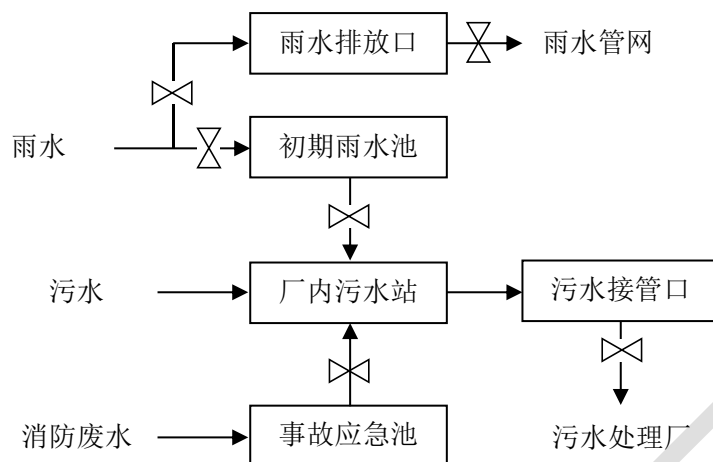 雨水排放口
雨水管网
雨水
初期雨水池
污水
厂内污水站
污水接管口
消防废水
事故应急池
污水处理厂